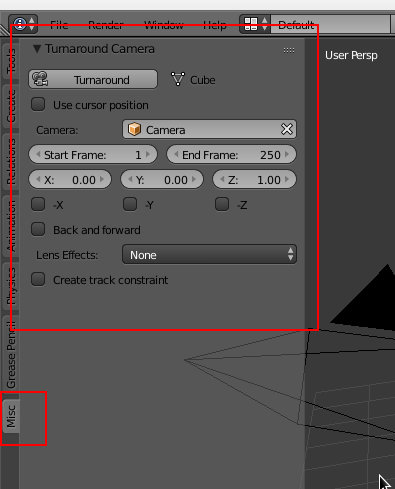 File Render Window Help Default
Tools
Create
Relations
Animation
Physics
Grease Pencil
Misc
Turnaround Camera
Turnaround Cube
Use cursor position
Camera: Camera
Start Frame: 1 End Frame: 250
X: 0.00 Y: 0.00 Z: 1.00
-X -Y -Z
Back and forward
Lens Effects: None
Create track constraint
User Persp